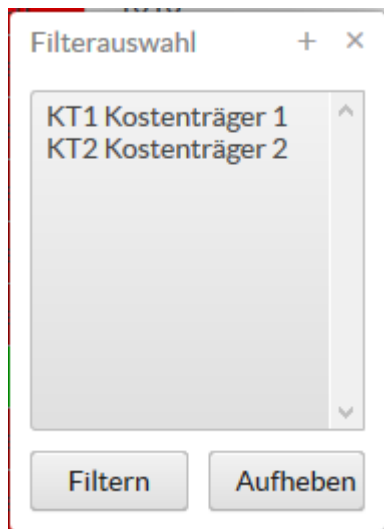 Filterauswahl + ×
KT1 Kostenträger 1
KT2 Kostenträger 2
Filtern Aufheben